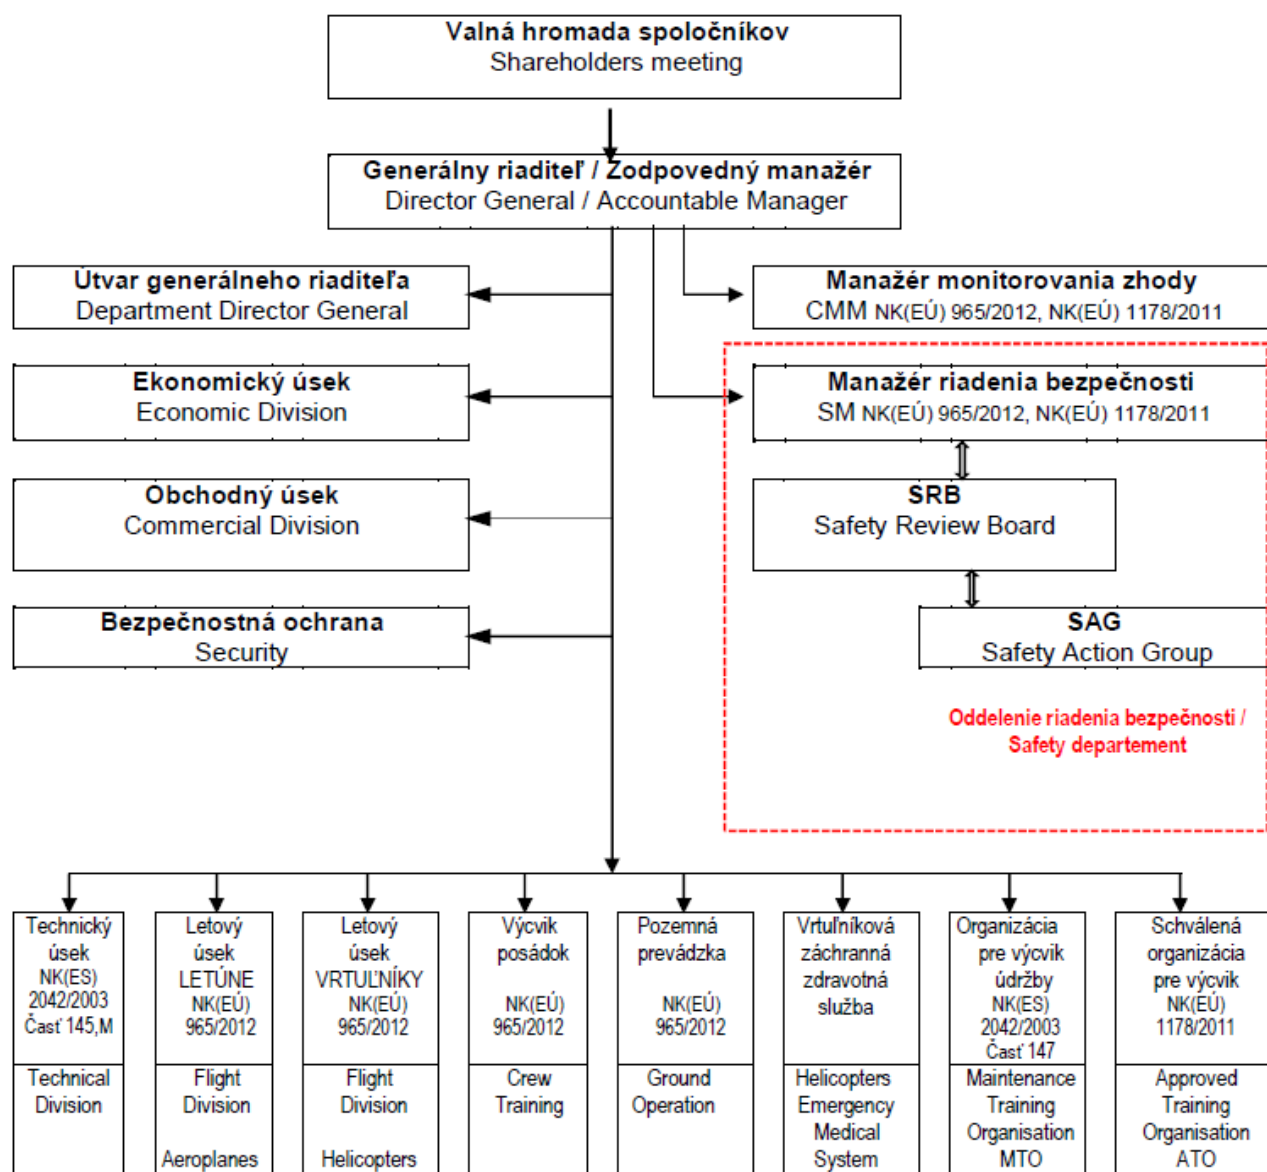 Valná hromada spoločníkov
Shareholders meeting
Generálny riaditeľ / Zodpovedný manažér
Director General / Accountable Manager
Útvar generálneho riaditeľa
Department Director General
Manažér monitorovania zhody
CMM NK(EÚ) 965/2012, NK(EÚ) 1178/2011
Ekonomický úsek
Economic Division
Manažér riadenia bezpečnosti
SM NK(EÚ) 965/2012, NK(EÚ) 1178/2011
Obchodný úsek
Commercial Division
SRB
Safety Review Board
Bezpečnostná ochrana
Security
SAG
Safety Action Group
Oddelenie riadenia bezpečnosti /
Safety departement
Technický
úsek
NK(ES)
2042/2003
Časť 145,M
Technical
Division
Letový
úsek
LETÚNE
NK(EÚ)
965/2012
Flight
Division
Aeroplanes
Letový
úsek
VRTUĽNÍKY
NK(EÚ)
965/2012
Flight
Division
Helicopters
Výcvik
posádok
NK(EÚ)
965/2012
Crew
Training
Pozemná
prevádzka
NK(EÚ)
965/2012
Ground
Operation
Vrtuľníková
záchranná
zdravotná
služba
Helicopters
Emergency
Medical
System
Organizácia
pre výcvik
údržby
NK(ES)
2042/2003
Časť 147
Maintenance
Training
Organisation
MTO
Schválená
organizácia
pre výcvik
NK(EÚ)
1178/2011
Approved
Training
Organisation
ATO